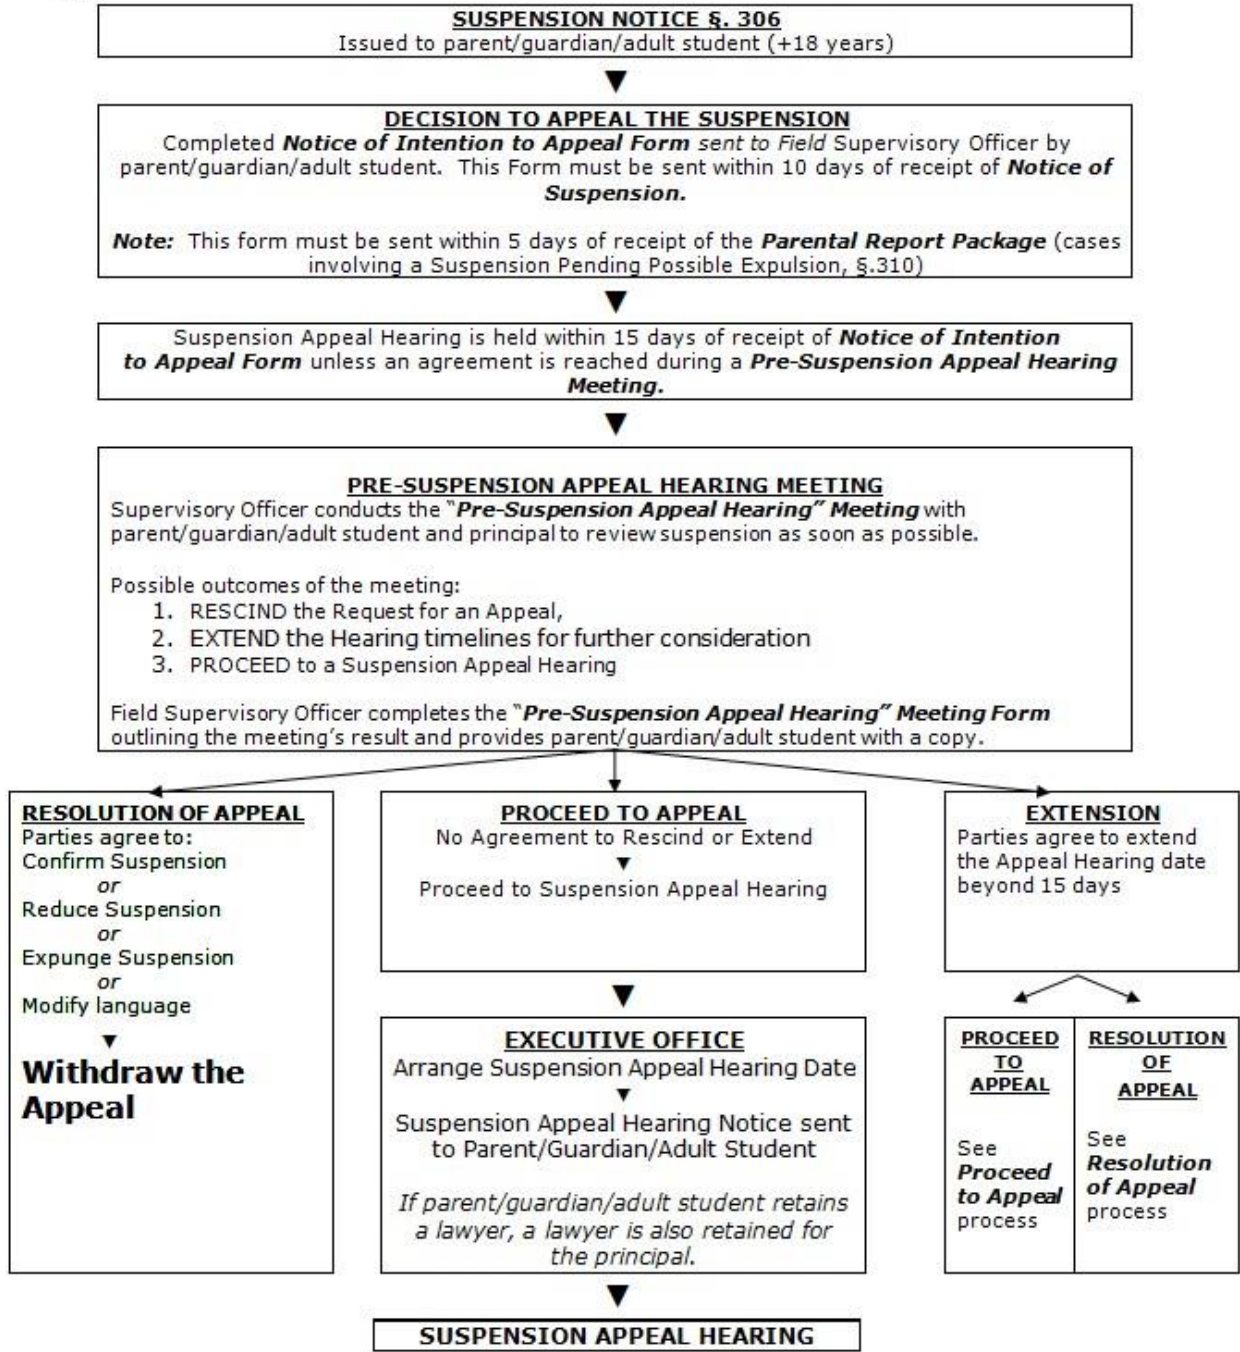 SUSPENSION NOTICE §. 306
Issued to parent/guardian/adult student (+18 years)
DECISION TO APPEAL THE SUSPENSION
Completed Notice of Intention to Appeal Form sent to Field Supervisory Officer by
parent/guardian/adult student. This Form must be sent within 10 days of receipt of Notice of
Suspension.
Note: This form must be sent within 5 days of receipt of the Parental Report Package (cases
involving a Suspension Pending Possible Expulsion, §.310)
Suspension Appeal Hearing is held within 15 days of receipt of Notice of Intention
to Appeal Form unless an agreement is reached during a Pre-Suspension Appeal Hearing
Meeting.
PRE-SUSPENSION APPEAL HEARING MEETING
Supervisory Officer conducts the “Pre-Suspension Appeal Hearing” Meeting with
parent/guardian/adult student and principal to review suspension as soon as possible.
Possible outcomes of the meeting:
1. RESCIND the Request for an Appeal,
2. EXTEND the Hearing timelines for further consideration
3. PROCEED to a Suspension Appeal Hearing
Field Supervisory Officer completes the “Pre-Suspension Appeal Hearing” Meeting Form
outlining the meeting’s result and provides parent/guardian/adult student with a copy.
RESOLUTION OF APPEAL
Parties agree to:
Confirm Suspension
or
Reduce Suspension
or
Expunge Suspension
or
Modify language
Withdraw the
Appeal
PROCEED TO APPEAL
No Agreement to Rescind or Extend
Proceed to Suspension Appeal Hearing
EXECUTIVE OFFICE
Arrange Suspension Appeal Hearing Date
Suspension Appeal Hearing Notice sent
to Parent/Guardian/Adult Student
If parent/guardian/adult student retains
a lawyer, a lawyer is also retained for
the principal.
EXTENSION
Parties agree to extend
the Appeal Hearing date
beyond 15 days
PROCEED
TO
APPEAL
See
Proceed
to Appeal
process
RESOLUTION
OF
APPEAL
See
Resolution
of Appeal
process
SUSPENSION APPEAL HEARING